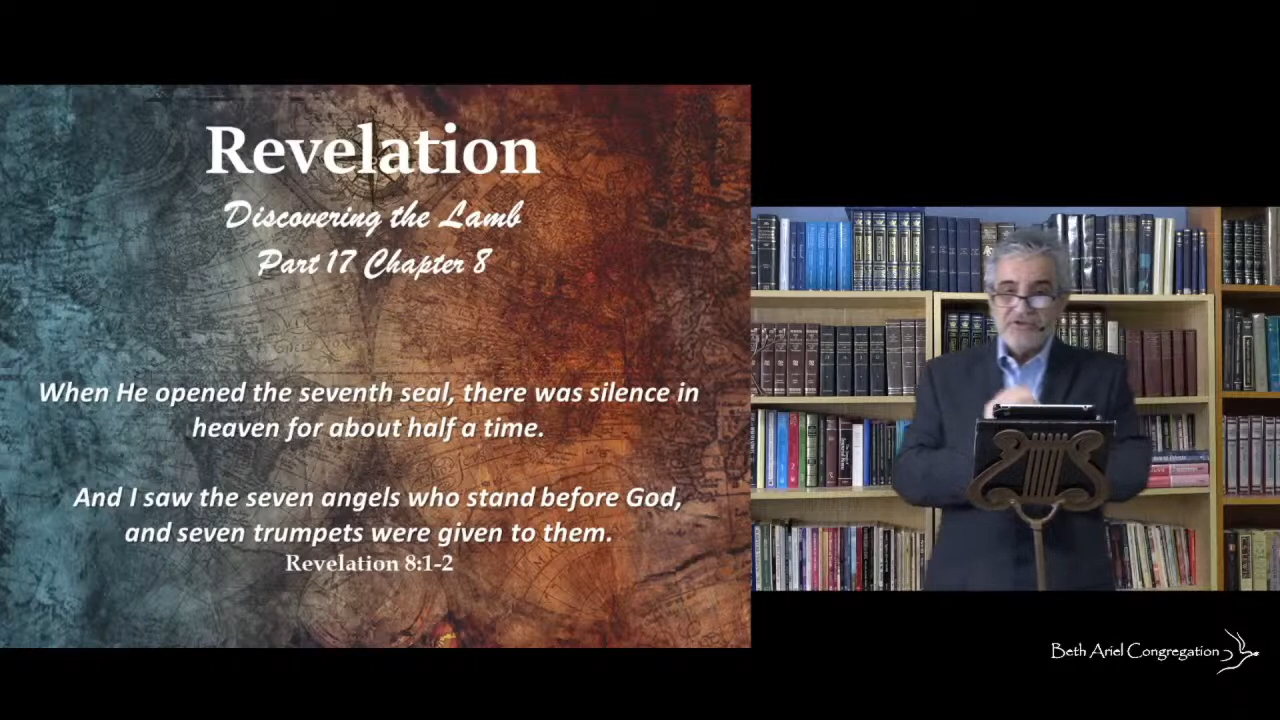 Revelation
Discovering the Lamb
Part 17 Chapter 8
When He opened the seventh seal, there was silence in
heaven for about half a time.
And I saw the seven angels who stand before God,
and seven trumpets were given to them.
Revelation 8:1-2
Beth Ariel Congregation